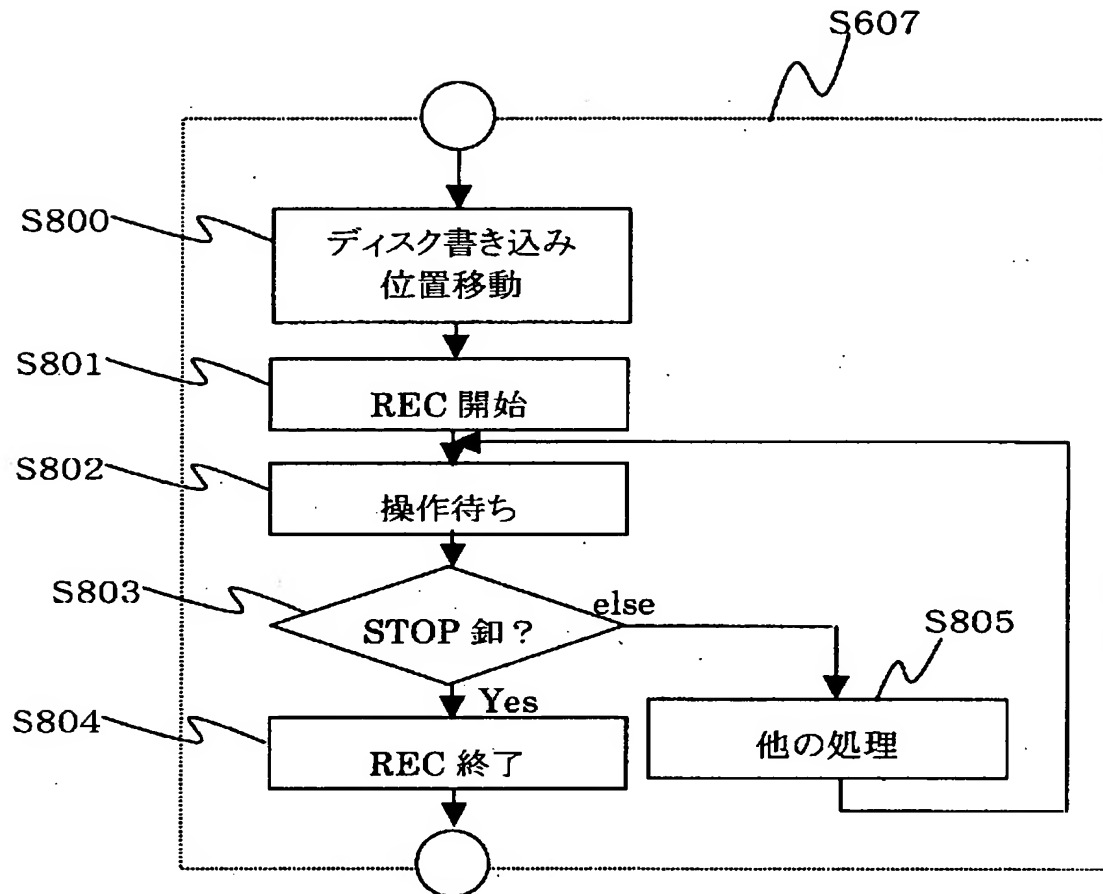 S607
S800
ディスク書き込み
位置移動
S801
REC 開始
S802
操作待ち
S803
STOP 釦？
else
S805
Yes
S804
REC 終了
他の処理